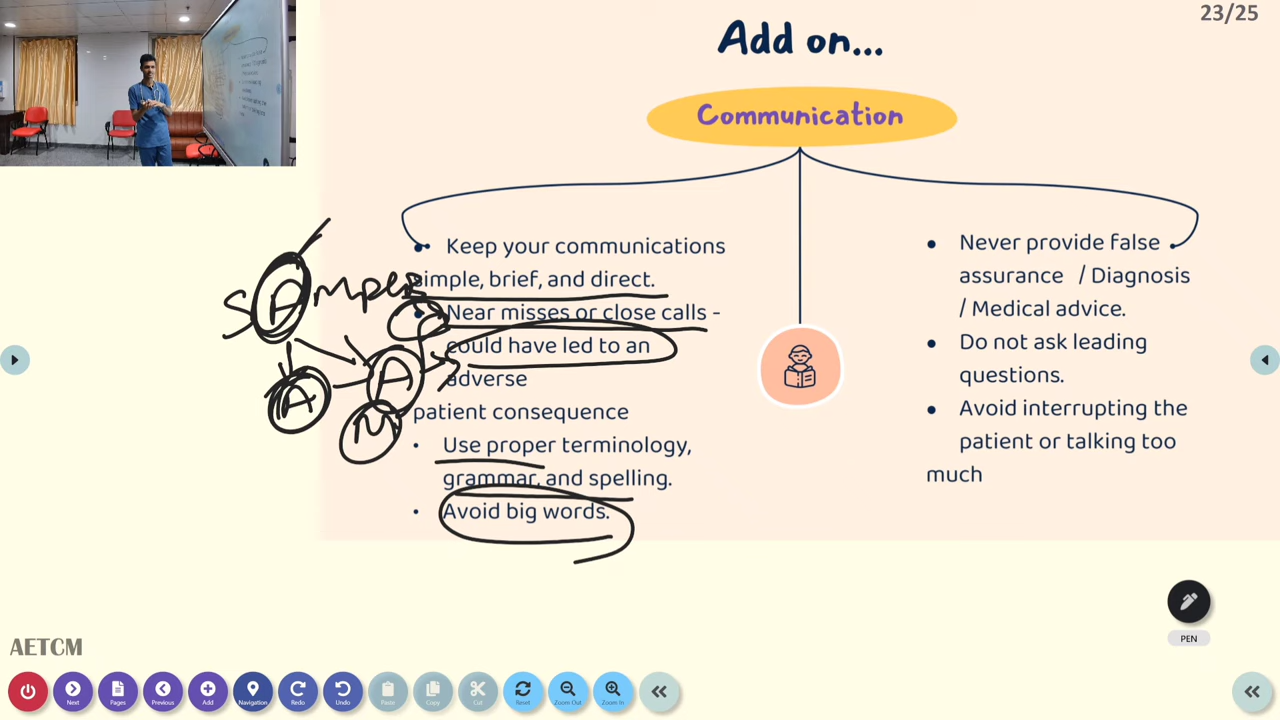 23/25
Add on...
Communication
• Keep your communications
simple, brief, and direct.
• Near misses or close calls -
could have led to an
adverse
patient consequence
• Use proper terminology,
grammar, and spelling.
• Avoid big words.
• Never provide false
assurance / Diagnosis
/ Medical advice.
• Do not ask leading
questions.
• Avoid interrupting the
patient or talking too
much
SAmpeB
A
A
M
PEN
AETCM
Next
Pages
Previous
Add
Navigation
Redo
Undo
Paste
Copy
Cut
Reset
Zoom Out
Zoom In